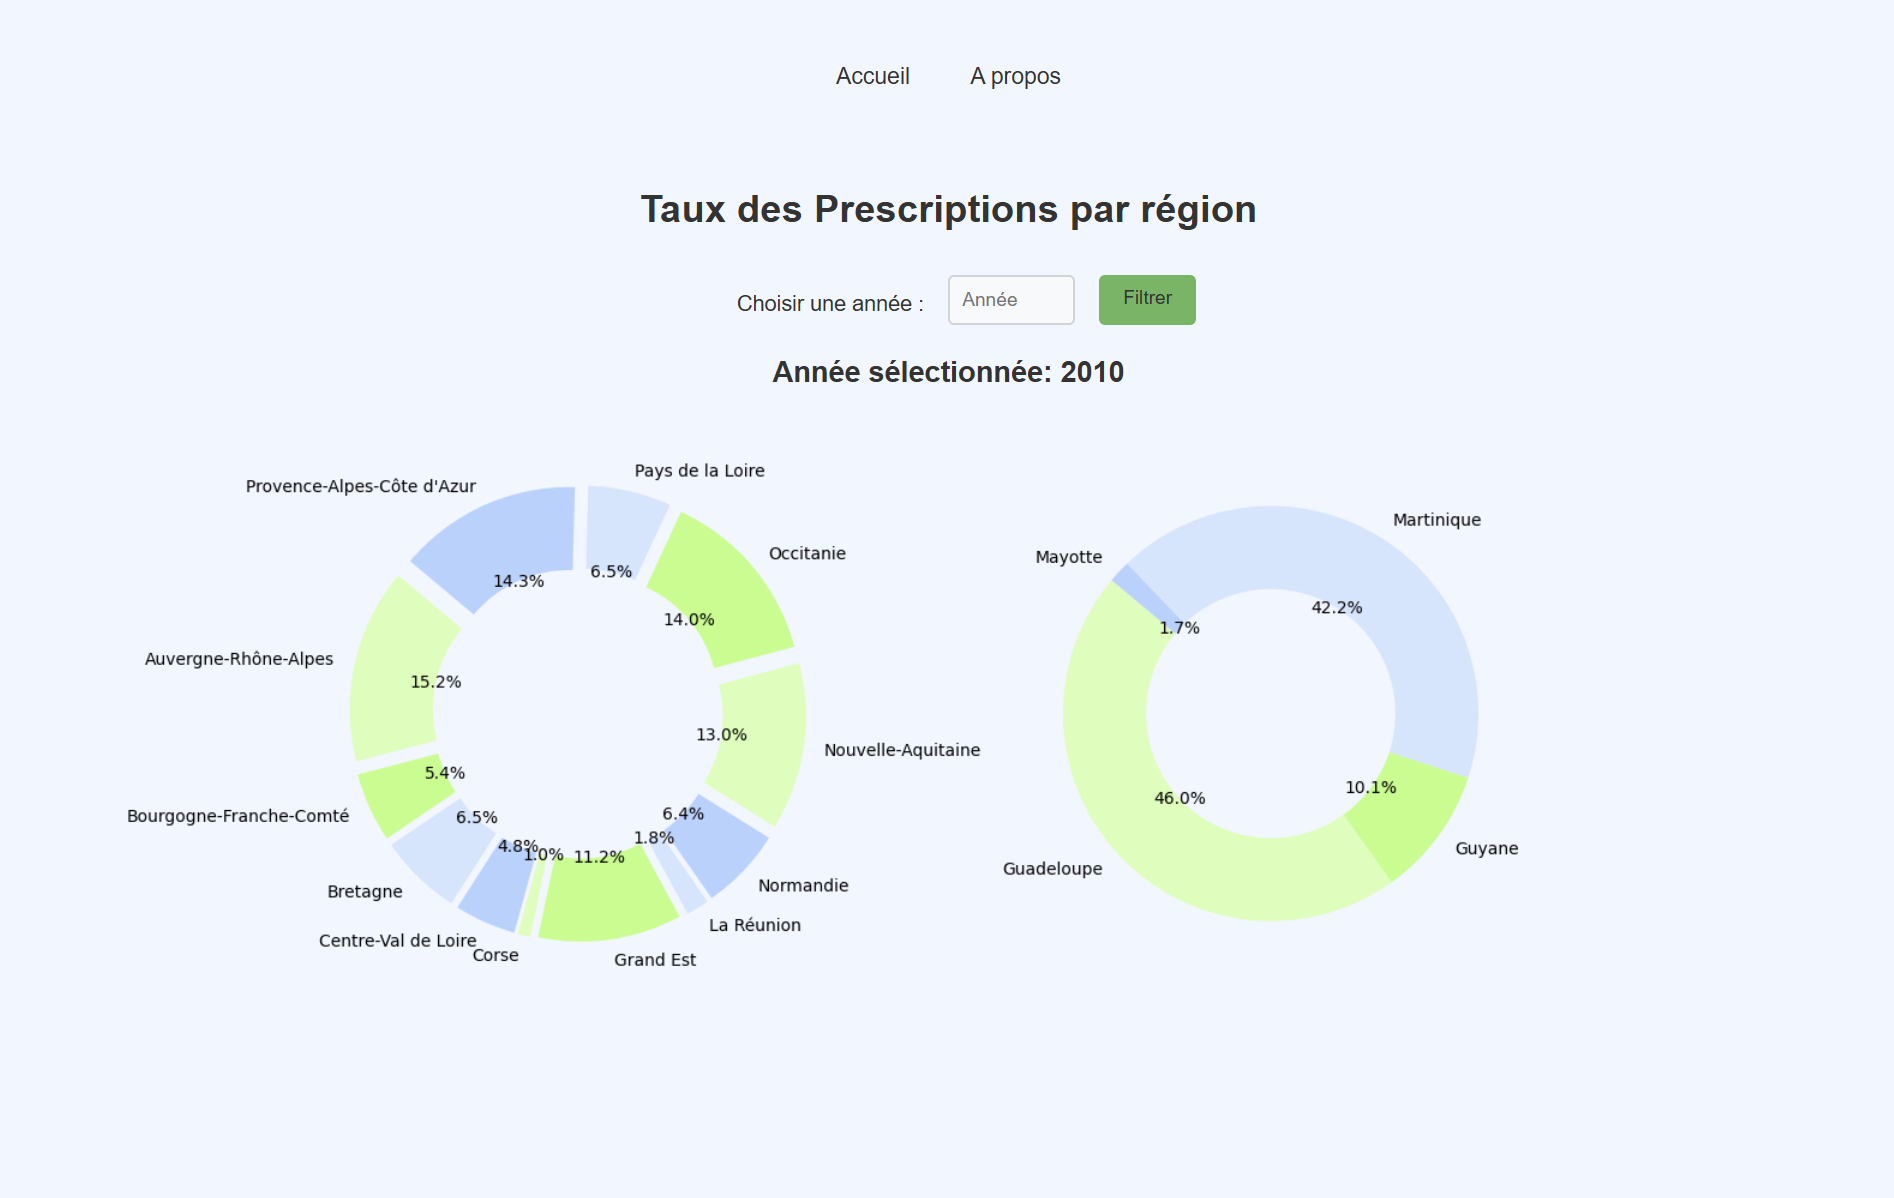 Accueil A propos
Taux des Prescriptions par région
Choisir une année : Année Filtrer
Année sélectionnée: 2010
Pays de la Loire
Provence-Alpes-Côte d'Azur
Occitanie
14.3%
6.5%
14.0%
Auvergne-Rhône-Alpes
15.2%
13.0%
Nouvelle-Aquitaine
5.4%
Bourgogne-Franche-Comté
6.5%
6.4%
1.8%
4.8%
1.0%
11.2%
Bretagne
Normandie
La Réunion
Centre-Val de Loire
Corse
Grand Est
Martinique
Mayotte
42.2%
1.7%
10.1%
46.0%
Guyane
Guadeloupe